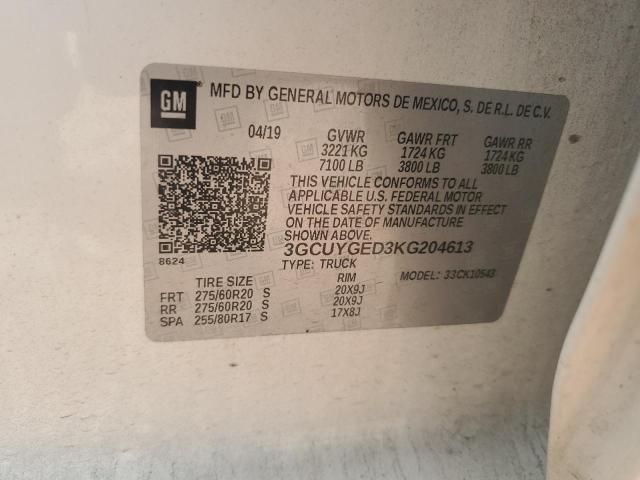 GM
MFD BY GENERAL MOTORS DE MEXICO, S. DE R.L. DE C.V.
04/19 GVWR GAWR FRT GAWR RR
3221 KG 1724 KG 1724 KG
7100 LB 3800 LB 3800 LB
THIS VEHICLE CONFORMS TO ALL
APPLICABLE U.S. FEDERAL MOTOR
VEHICLE SAFETY STANDARDS IN EFFECT
ON THE DATE OF MANUFACTURE
SHOWN ABOVE.
8624
3GCUYGED3KG204613
TYPE: TRUCK MODEL: 33CK10543
TIRE SIZE RIM
FRT 275/60R20 S 20X9J
RR 275/60R20 S 20X9J
SPA 255/80R17 S 17X8J